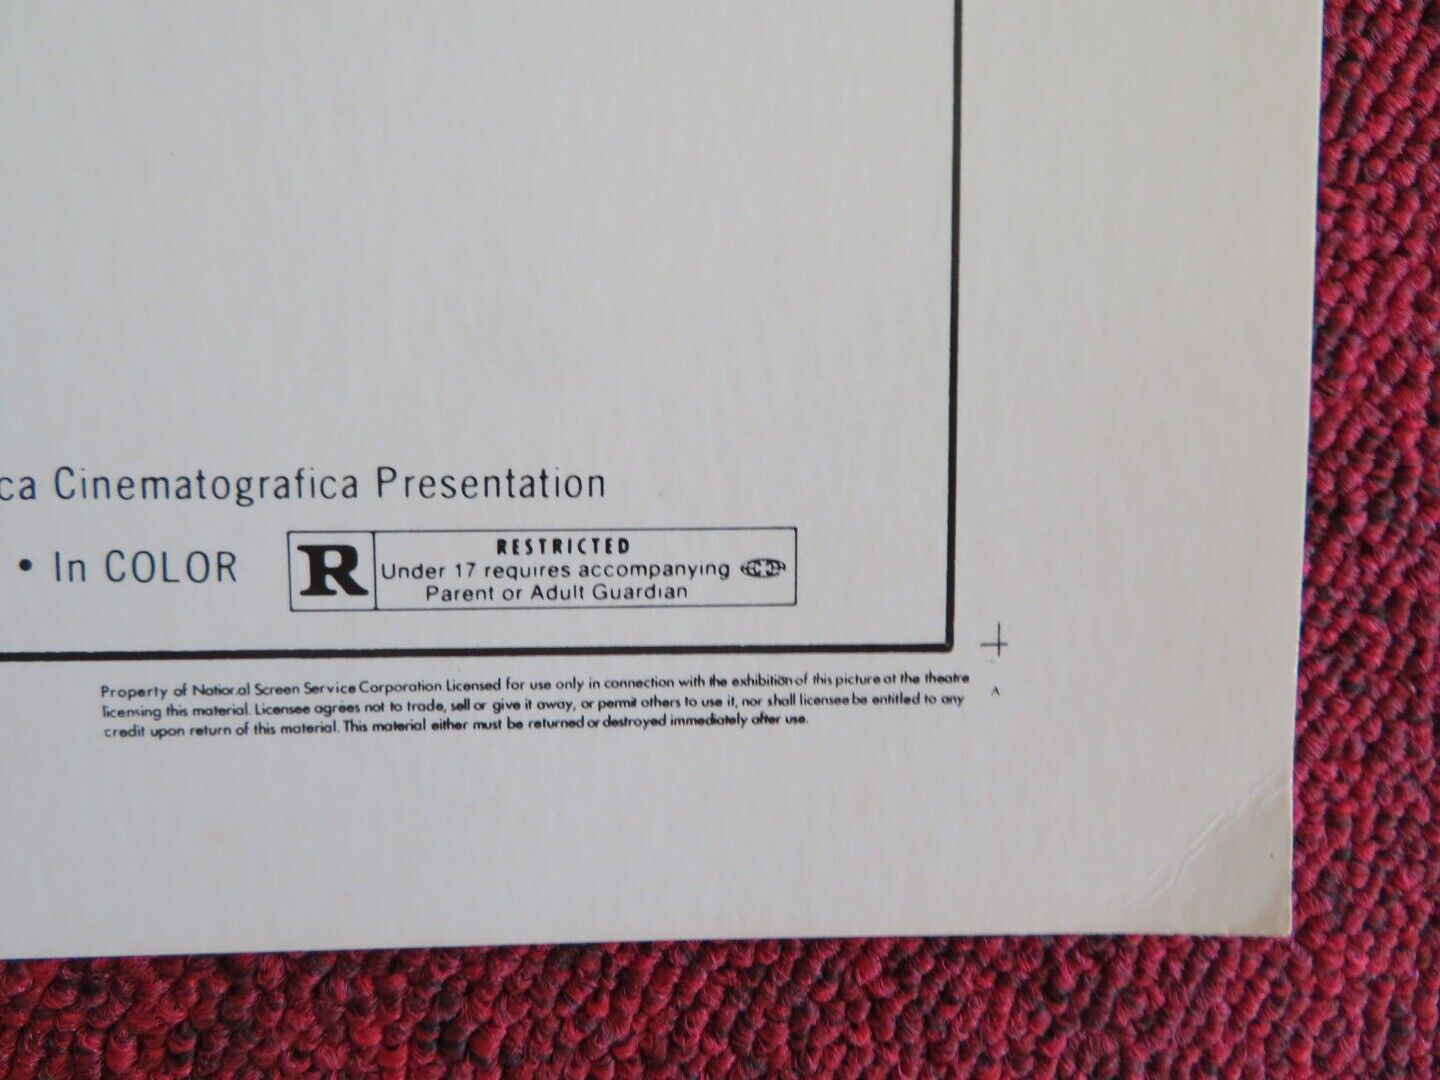 ca Cinematografica Presentation
• In COLOR
R
RESTRICTED
Under 17 requires accompanying
Parent or Adult Guardian
Property of National Screen Service Corporation Licensed for use only in connection with the exhibition of this picture at the theatre
licensing this material. Licensee agrees not to trade, sell or give it away, or permit others to use it, nor shall licensee be entitled to any
credit upon return of this material. This material either must be returned or destroyed immediately after use.